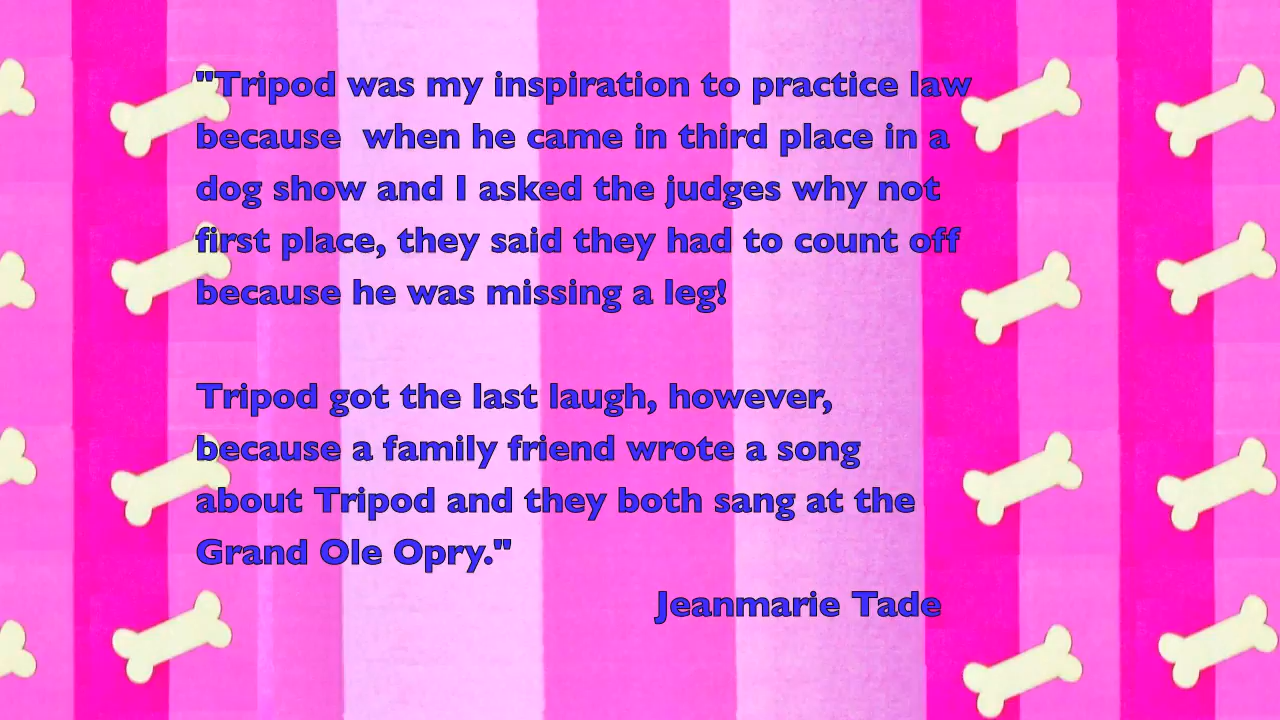 "Tripod was my inspiration to practice law
because  when he came in third place in a
dog show and I asked the judges why not
first place, they said they had to count off
because he was missing a leg!
Tripod got the last laugh, however,
because a family friend wrote a song
about Tripod and they both sang at the
Grand Ole Opry."
Jeanmarie Tade